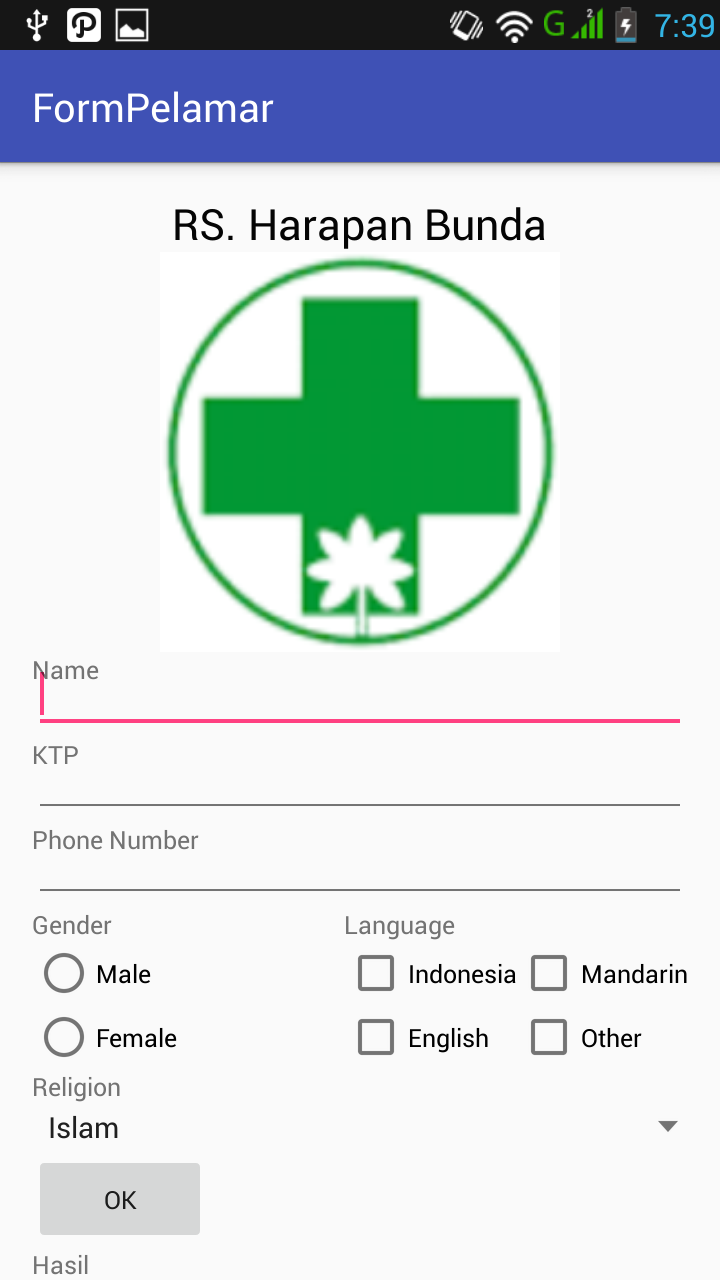 G 2 7:39
FormPelamar
RS. Harapan Bunda
Name
KTP
Phone Number
Gender Language
Male Indonesia Mandarin
Female English Other
Religion
Islam
OK
Hasil